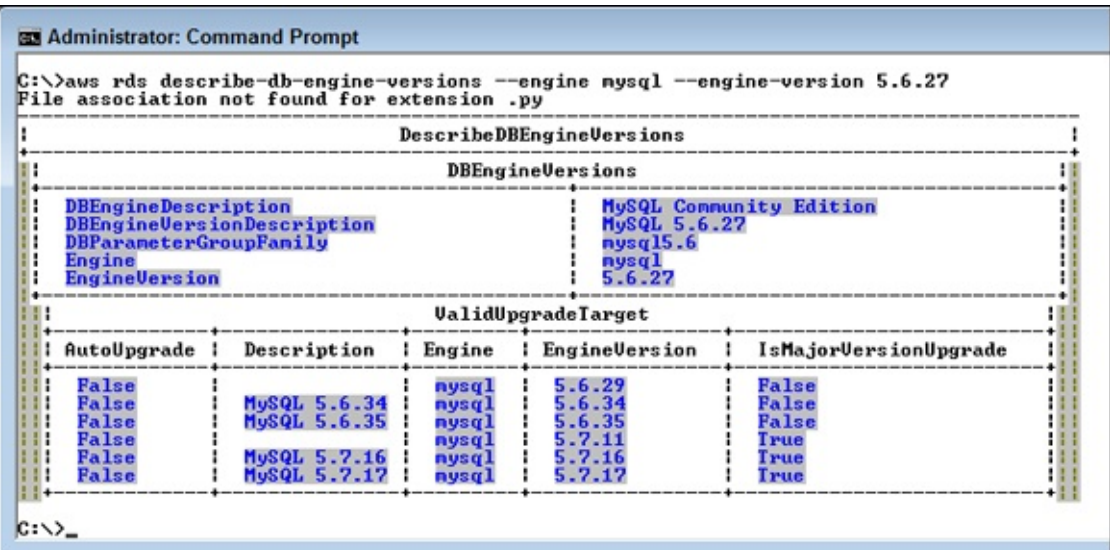 Administrator: Command Prompt
C:\>aws rds describe-db-engine-versions --engine mysql --engine-version 5.6.27
File association not found for extension .py
DescribeDBEngineVersions
DBEngineVersions
DBEngineDescription MySQL Community Edition
DBEngineVersionDescription MySQL 5.6.27
DBParameterGroupFamily mysql5.6
Engine mysql
EngineVersion 5.6.27
ValidUpgradeTarget
AutoUpgrade Description Engine EngineVersion IsMajorVersionUpgrade
False mysql 5.6.29 False
False MySQL 5.6.34 mysql 5.6.34 False
False MySQL 5.6.35 mysql 5.6.35 False
False mysql 5.7.11 True
False MySQL 5.7.16 mysql 5.7.16 True
False MySQL 5.7.17 mysql 5.7.17 True
C:\>_